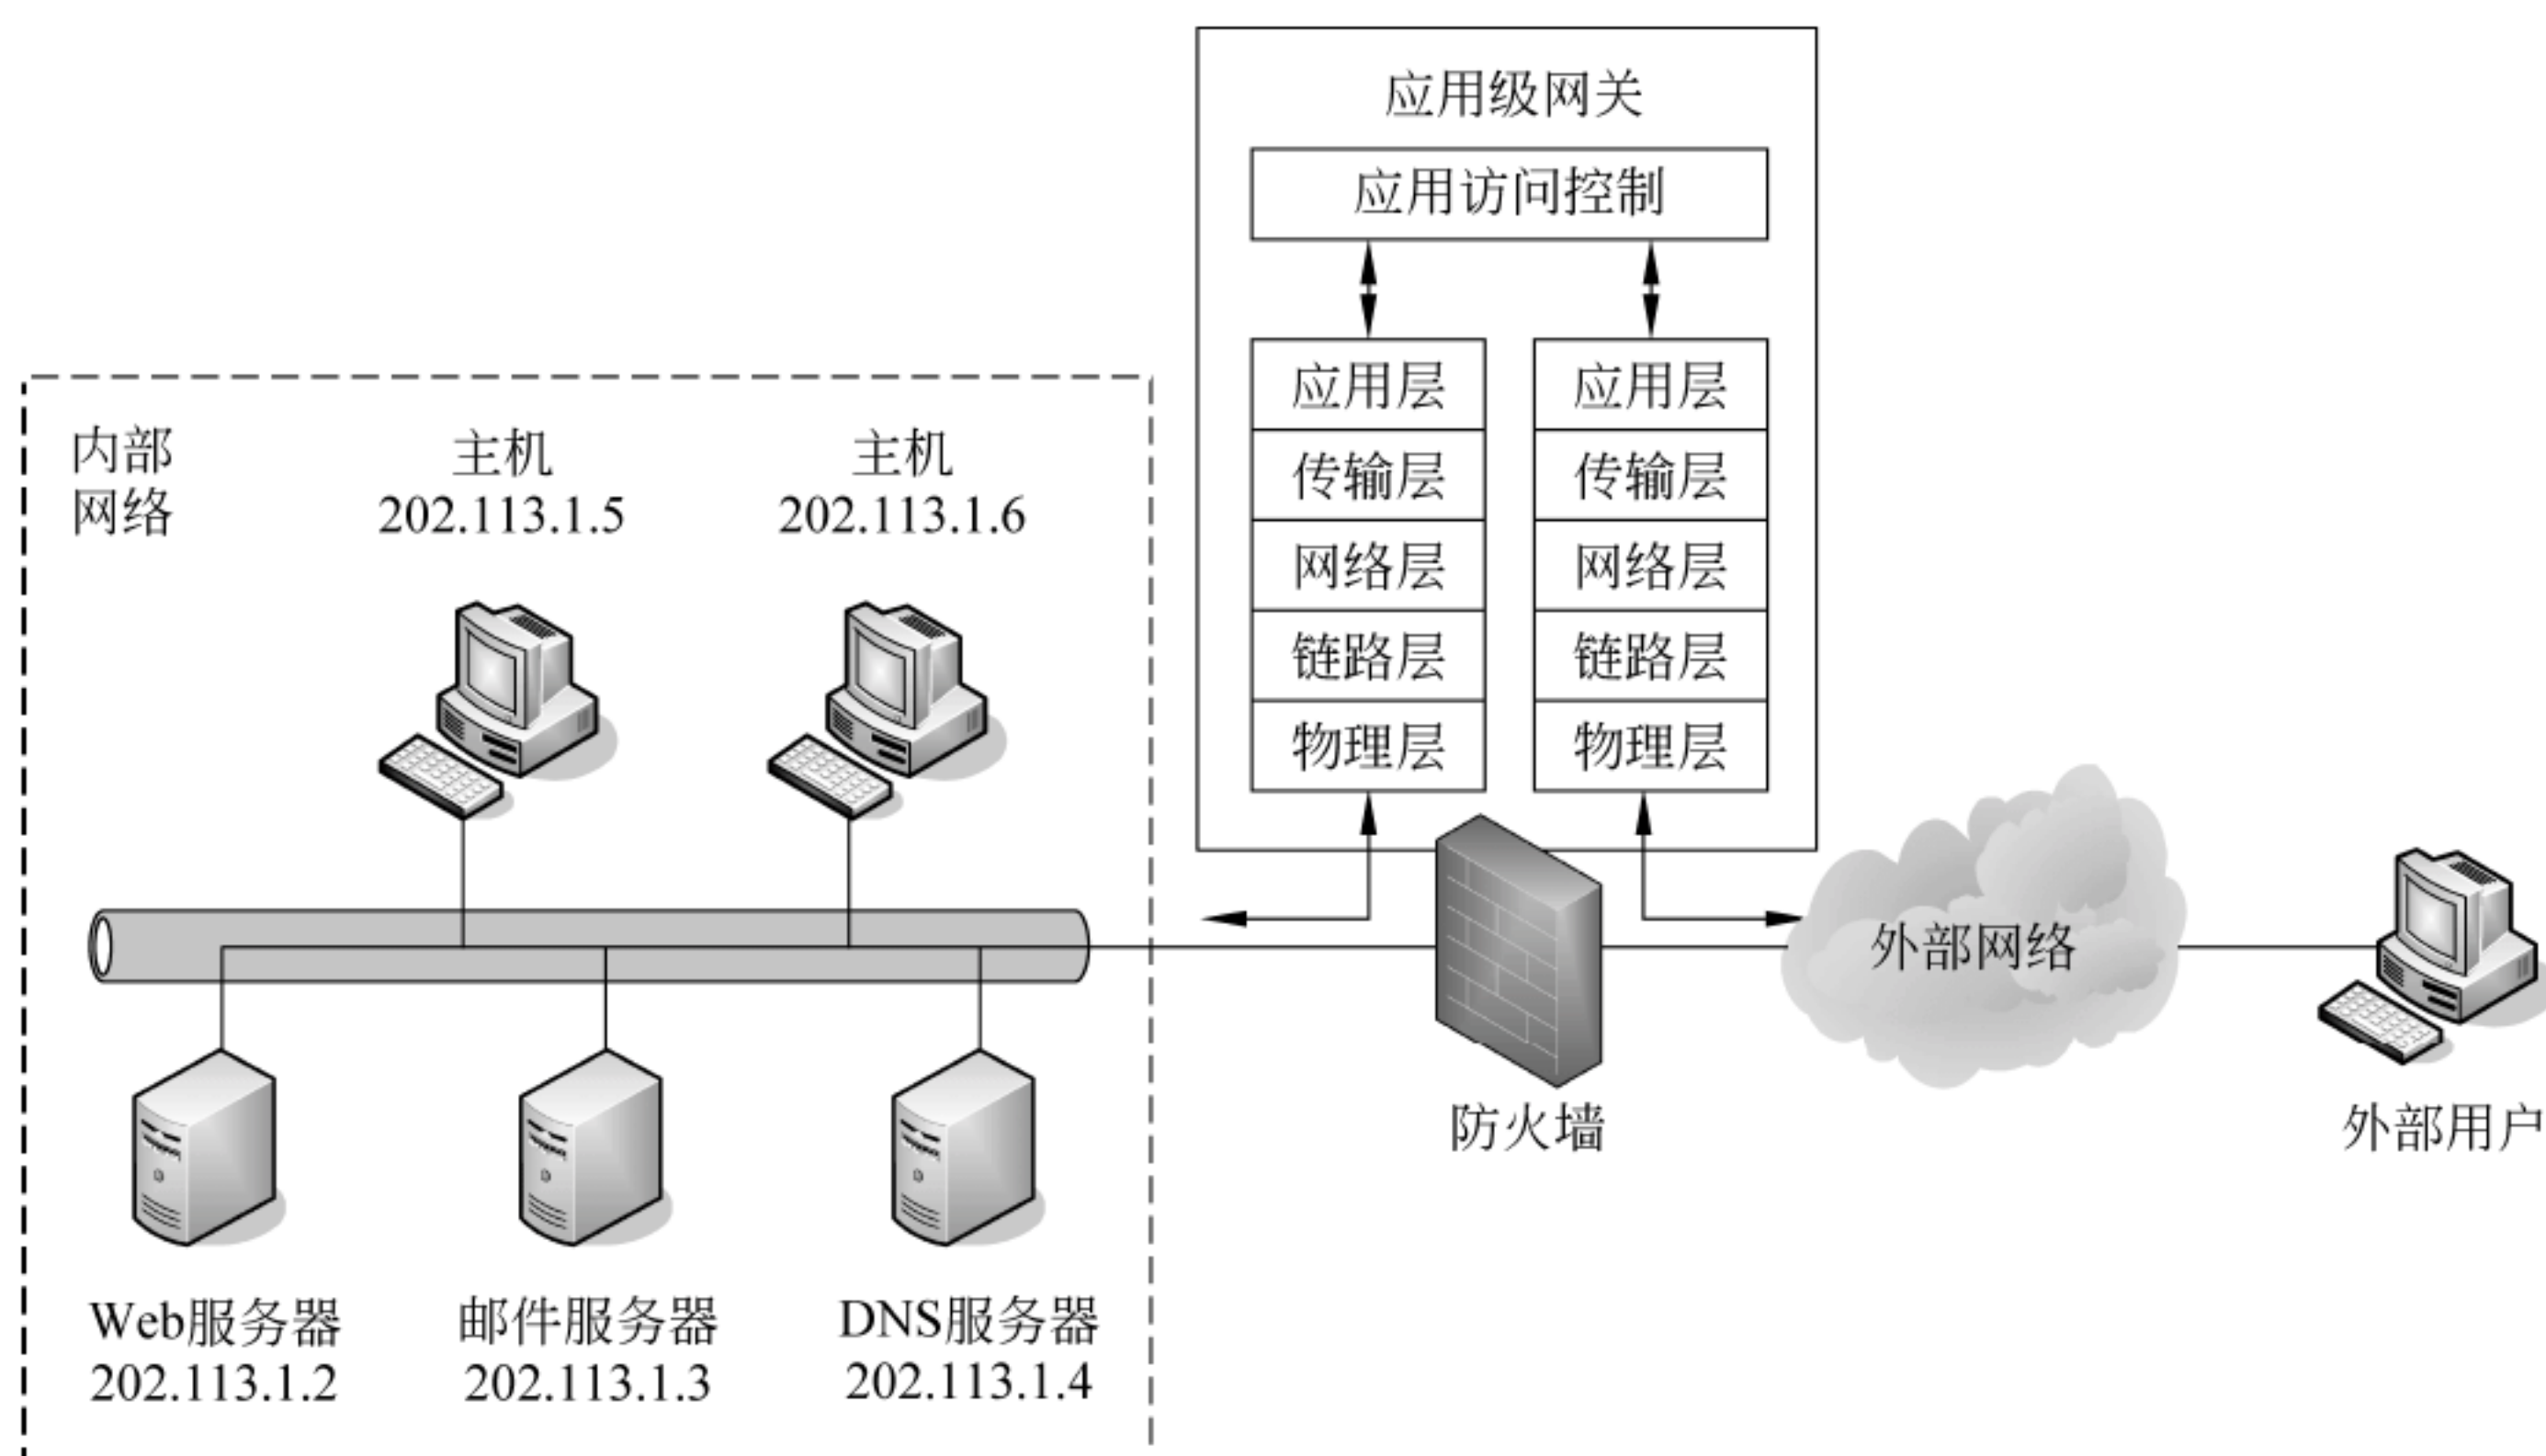 应用级网关
应用访问控制
应用层
传输层
网络层
链路层
物理层
应用层
传输层
网络层
链路层
物理层
内部
网络
主机
202.113.1.5
主机
202.113.1.6
外部网络
防火墙
外部用户
Web服务器
202.113.1.2
邮件服务器
202.113.1.3
DNS服务器
202.113.1.4